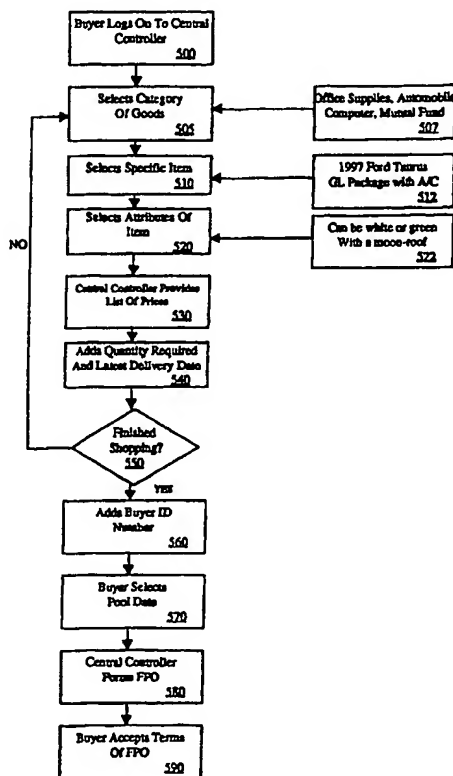 Buyer Logs On To Central
Controller
500
Selects Category
Of Goods
505
Office Supplies, Automobile
Computer, Mutual Fund
507
Selects Specific Item
510
1997 Ford Taurus
GL Package with A/C
512
NO
Selects Attributes Of
Item
520
Can be white or green
With a moon-roof
522
Central Controller Provides
List Of Prices
530
Adds Quantity Required
And Latest Delivery Date
540
Finished
Shopping?
550
YES
Adds Buyer ID
Number
560
Buyer Selects
Pool Date
570
Central Controller
Forms FPO
580
Buyer Accepts Terms
Of FPO
590